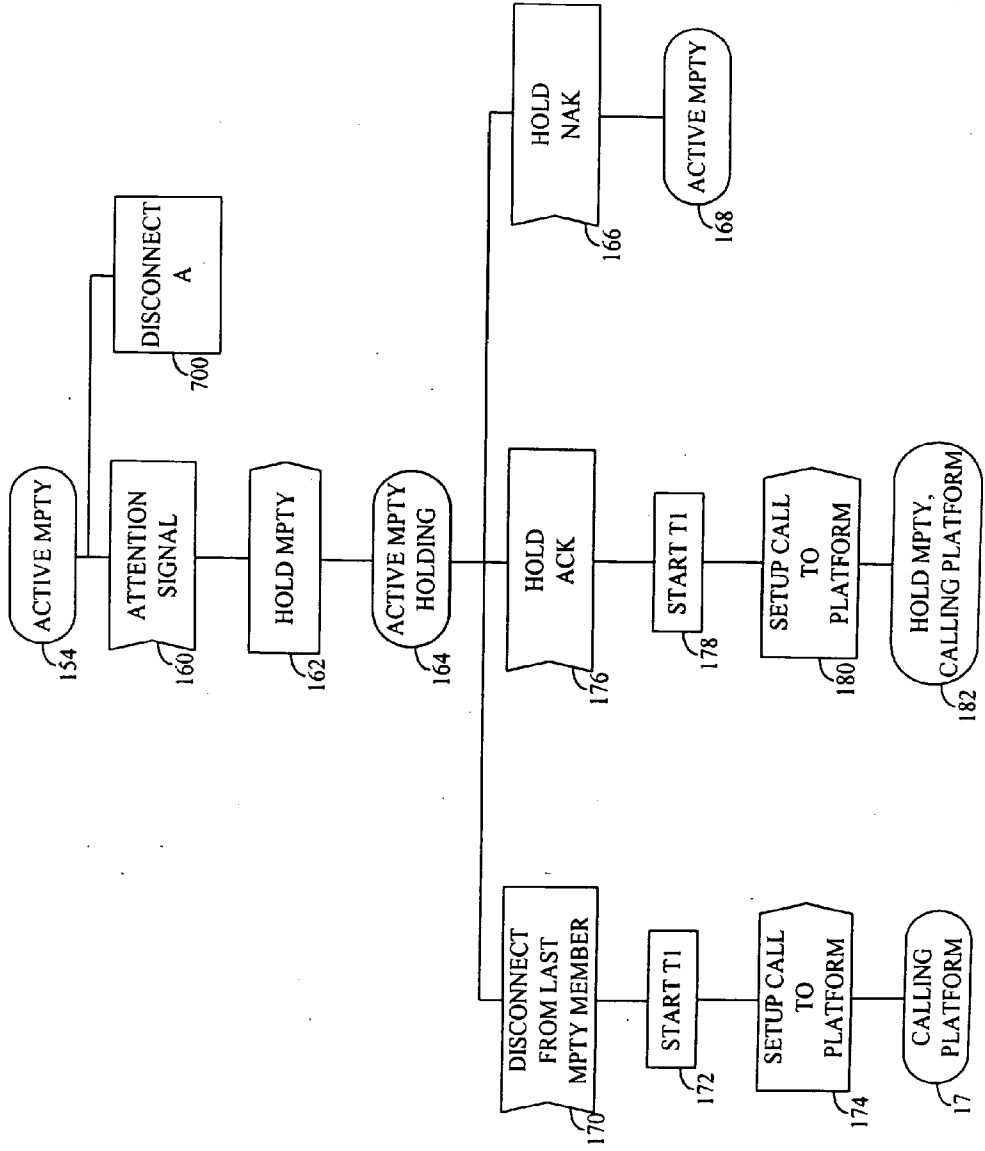 ACTIVE MPTY
154
DISCONNECT
A
700
ATTENTION
SIGNAL
160
HOLD MPTY
162
ACTIVE MPTY
HOLDING
164
DISCONNECT
FROM LAST
MPTY MEMBER
170
START T1
172
SETUP CALL
TO
PLATFORM
174
CALLING
PLATFORM
17
HOLD
ACK
176
START T1
178
SETUP CALL
TO
PLATFORM
180
HOLD MPTY,
CALLING PLATFORM
182
HOLD
NAK
166
ACTIVE MPTY
168